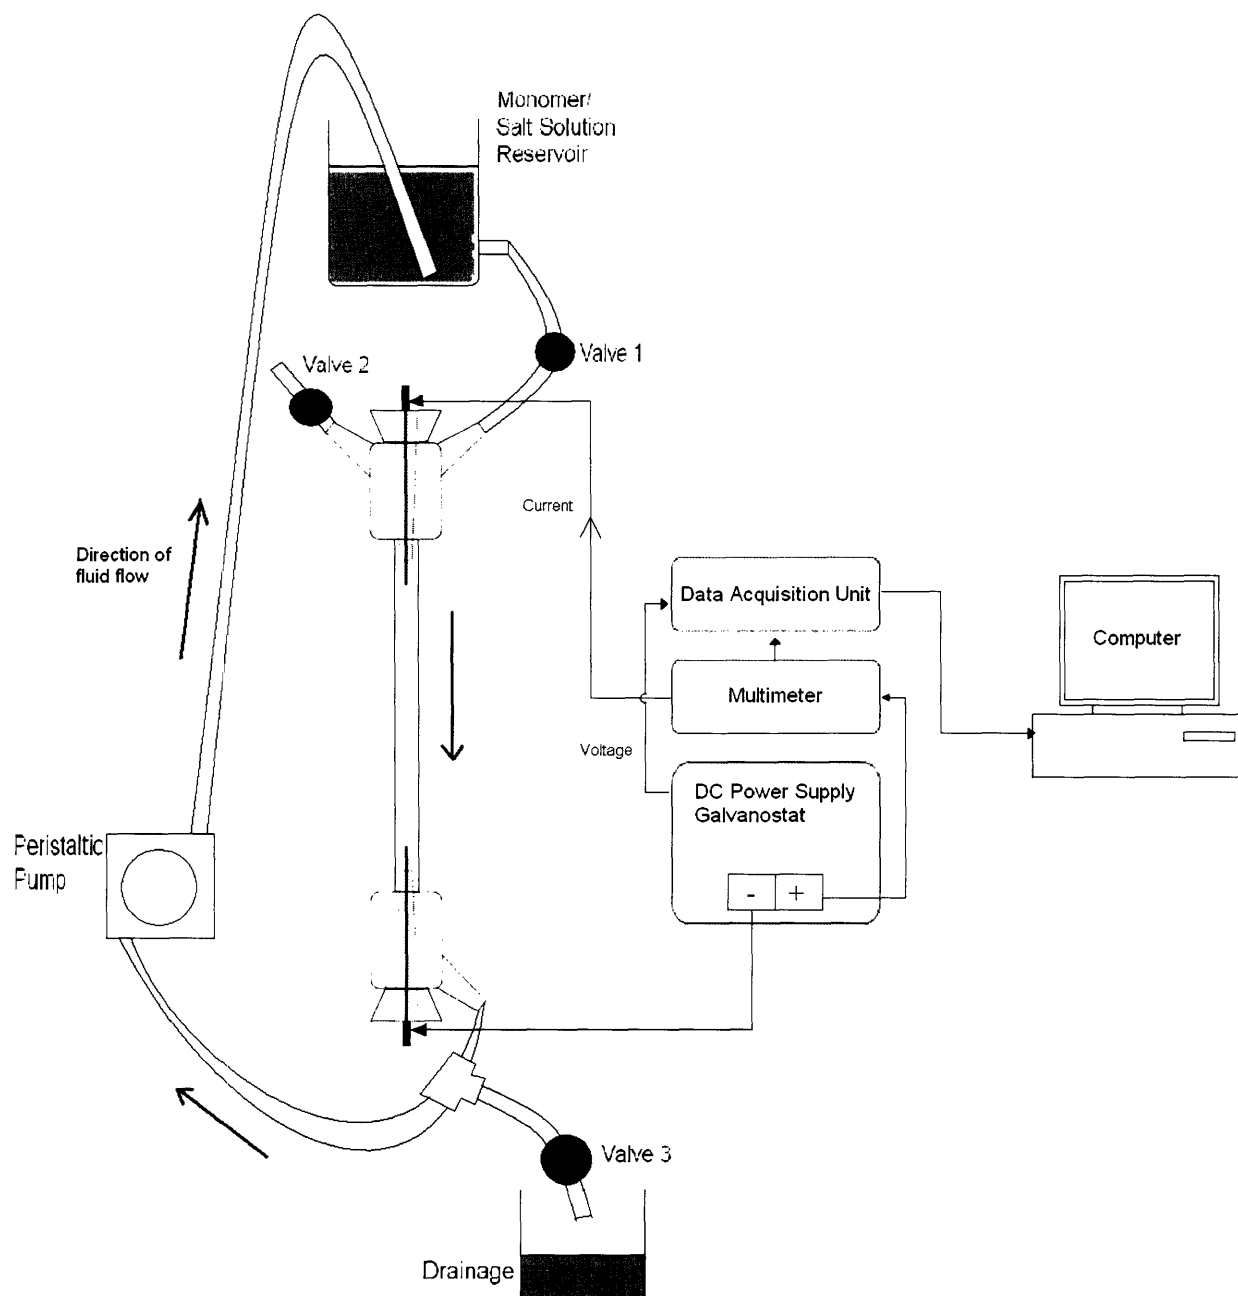 Monomer/
Salt Solution
Reservoir
Valve 1
Valve 2
Current
Direction of
fluid flow
Data Acquisition Unit
Computer
Multimeter
Voltage
DC Power Supply
Galvanostat
- +
Peristaltic
Pump
Valve 3
Drainage